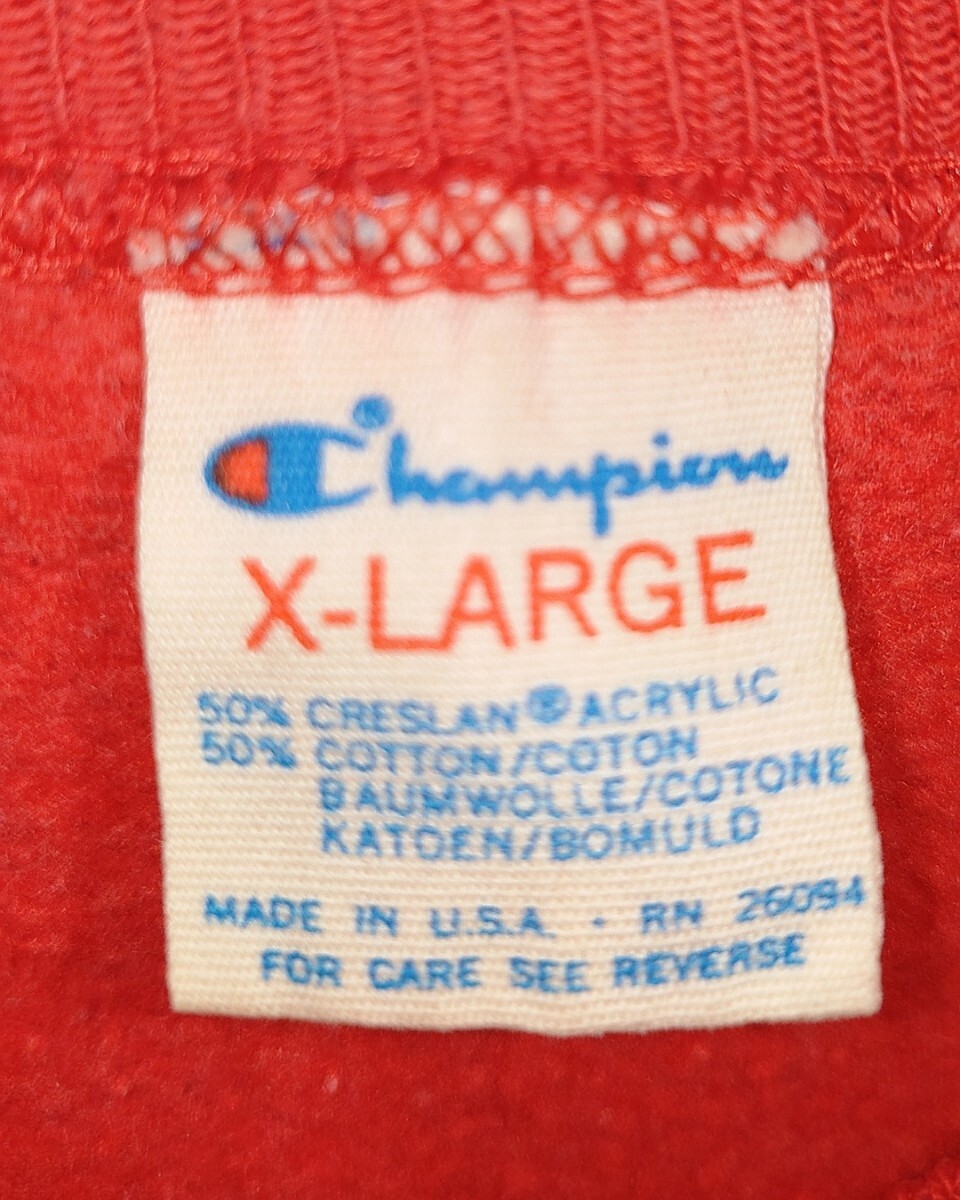 Champion®
X-LARGE
50% CRESLAN® ACRYLIC
50% COTTON/COTON
BAUMWOLLE/COTONE
KATOEN/BOMULD
MADE IN U.S.A. • RN 26094
FOR CARE SEE REVERSE